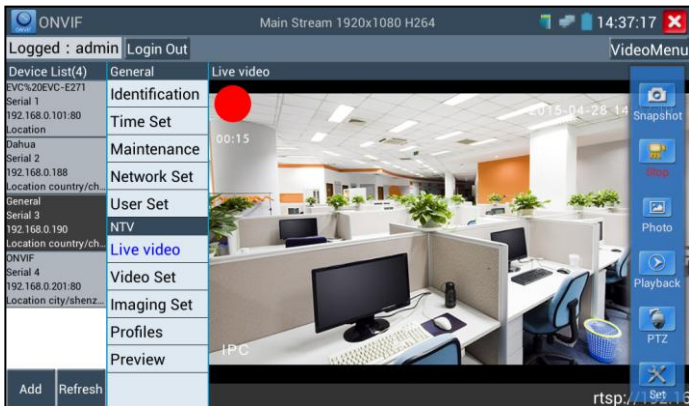 ONVIF
Main Stream 1920x1080 H264
14:37:17
Logged : admin
Login Out
VideoMenu
Device List(4)
EVC%20EVC-E271
Serial 1
192.168.0.101:80
Location
Dahua
Serial 2
192.168.0.188
Location country/ch...
General
Serial 3
192.168.0.190
Location country/ch...
ONVIF
Serial 4
192.168.0.201:80
Location city/shenz...
Add
Refresh
General
Identification
Time Set
Maintenance
Network Set
User Set
NTV
Live video
Video Set
Imaging Set
Profiles
Preview
Live video
2015-04-28 14
00:15
IPC
rtsp://192.16
Snapshot
Stop
Photo
Playback
PTZ
Set